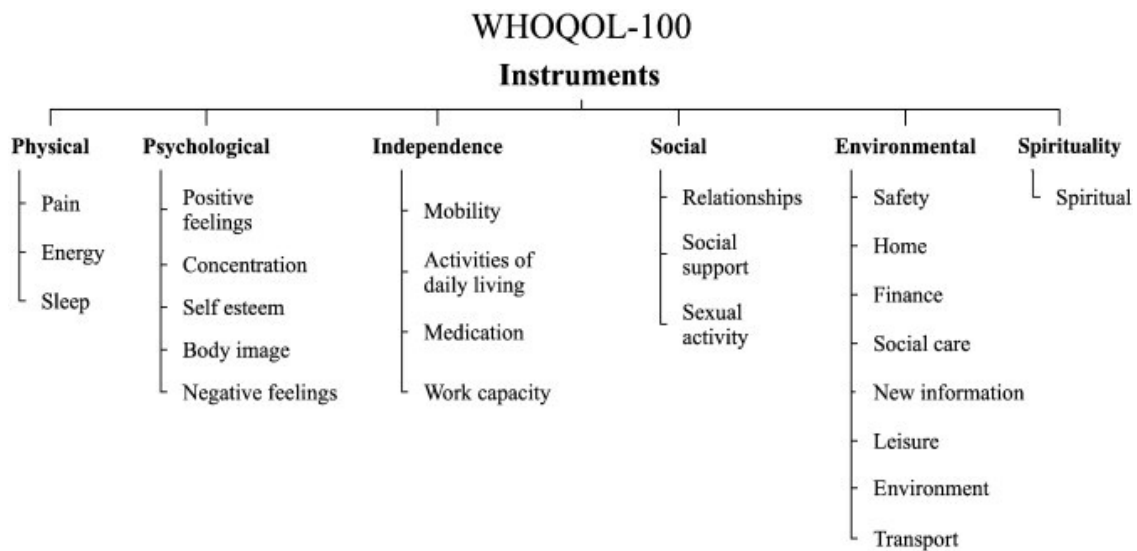 WHOQOL-100
Instruments
Physical
Pain
Energy
Sleep
Psychological
Positive
feelings
Concentration
Self esteem
Body image
Negative feelings
Independence
Mobility
Activities of
daily living
Medication
Work capacity
Social
Relationships
Social
support
Sexual
activity
Environmental
Safety
Home
Finance
Social care
New information
Leisure
Environment
Transport
Spirituality
Spiritual